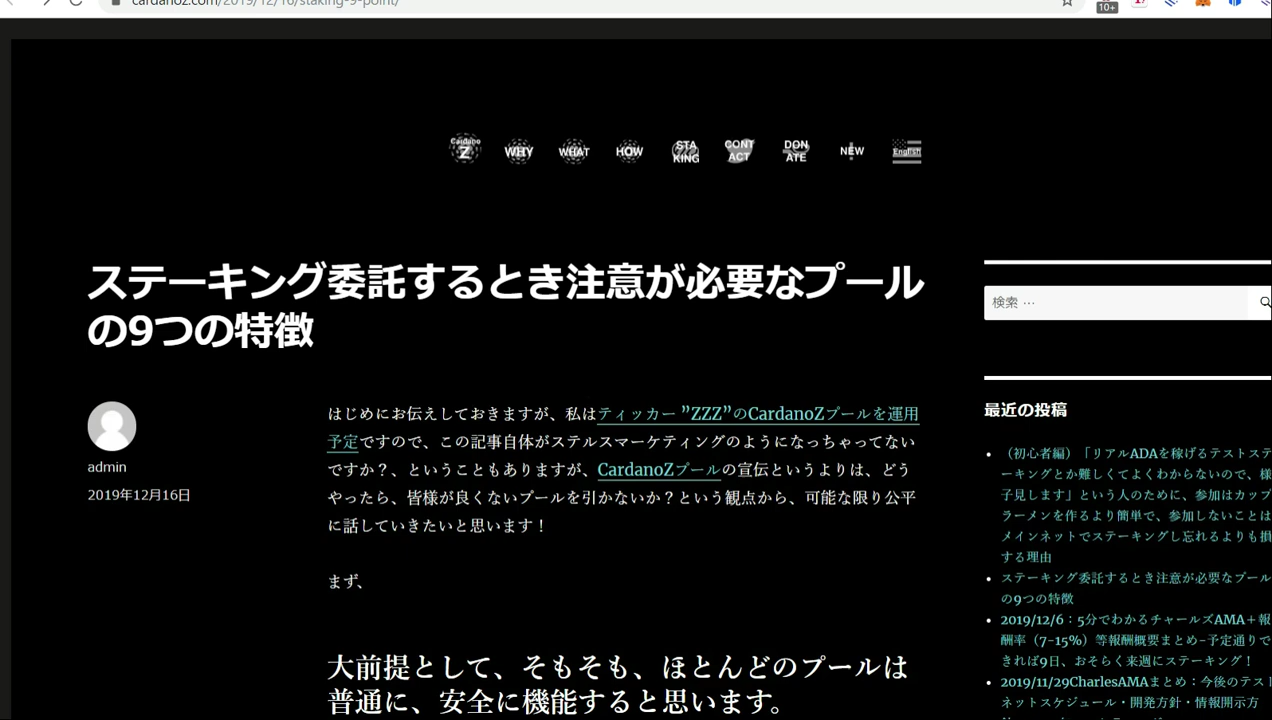 cardanoz.com/2019/12/16/staking-9-point/
10+
17
Cardano
Z
WHY
WHAT
HOW
STA
KING
CONT
ACT
DON
ATE
NEW
English
ステーキング委託するとき注意が必要なプール
の9つの特徴
検索 …
最近の投稿
admin
2019年12月16日
はじめにお伝えしておきますが、私はティッカー ”ZZZ”のCardanoZプールを運用
予定ですので、この記事自体がステルスマーケティングのようになっちゃってない
ですか？、ということもありますが、CardanoZプールの宣伝というよりは、どう
やったら、皆様が良くないプールを引かないか？という観点から、可能な限り公平
に話していきたいと思います！
まず、
大前提として、そもそも、ほとんどのプールは
普通に、安全に機能すると思います。
（初心者編）「リアルADAを稼げるテストステ
ーキングとか難しくてよくわからないので、様
子見します」という人のために、参加はカップ
ラーメンを作るより簡単で、参加しないことは
メインネットでステーキングし忘れるよりも損
する理由
ステーキング委託するとき注意が必要なプール
の9つの特徴
2019/12/6：5分でわかるチャールズAMA＋報
酬率（7-15%）等報酬概要まとめ–予定通りで
きれば9日、おそらく来週にステーキング！
2019/11/29CharlesAMAまとめ：今後のテスト
ネットスケジュール・開発方針・情報開示方